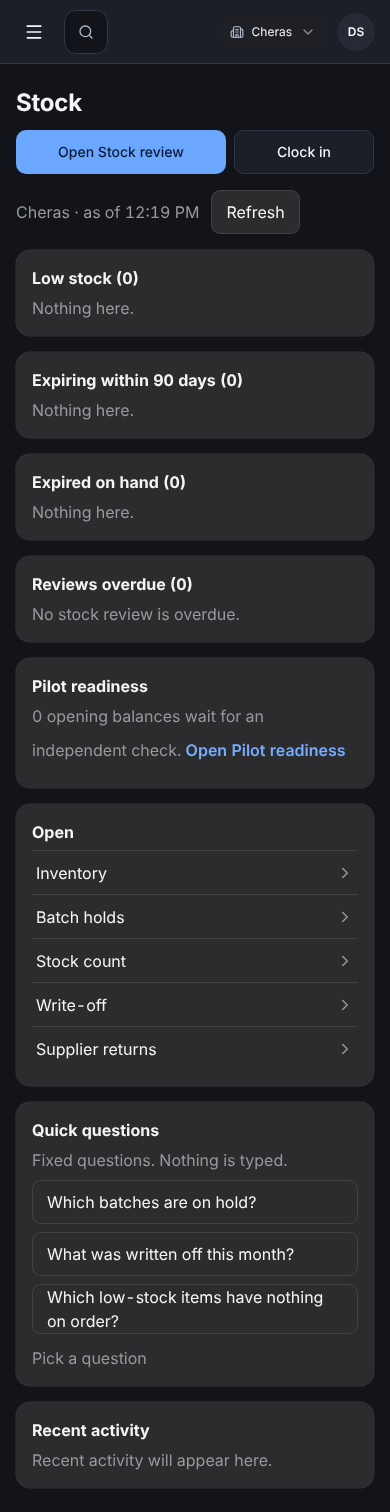 Cheras
DS
Stock
Open Stock review
Clock in
Cheras · as of 12:19 PM
Refresh
Low stock (0)
Nothing here.
Expiring within 90 days (0)
Nothing here.
Expired on hand (0)
Nothing here.
Reviews overdue (0)
No stock review is overdue.
Pilot readiness
0 opening balances wait for an
independent check. Open Pilot readiness
Open
Inventory
Batch holds
Stock count
Write-off
Supplier returns
Quick questions
Fixed questions. Nothing is typed.
Which batches are on hold?
What was written off this month?
Which low-stock items have nothing
on order?
Pick a question
Recent activity
Recent activity will appear here.